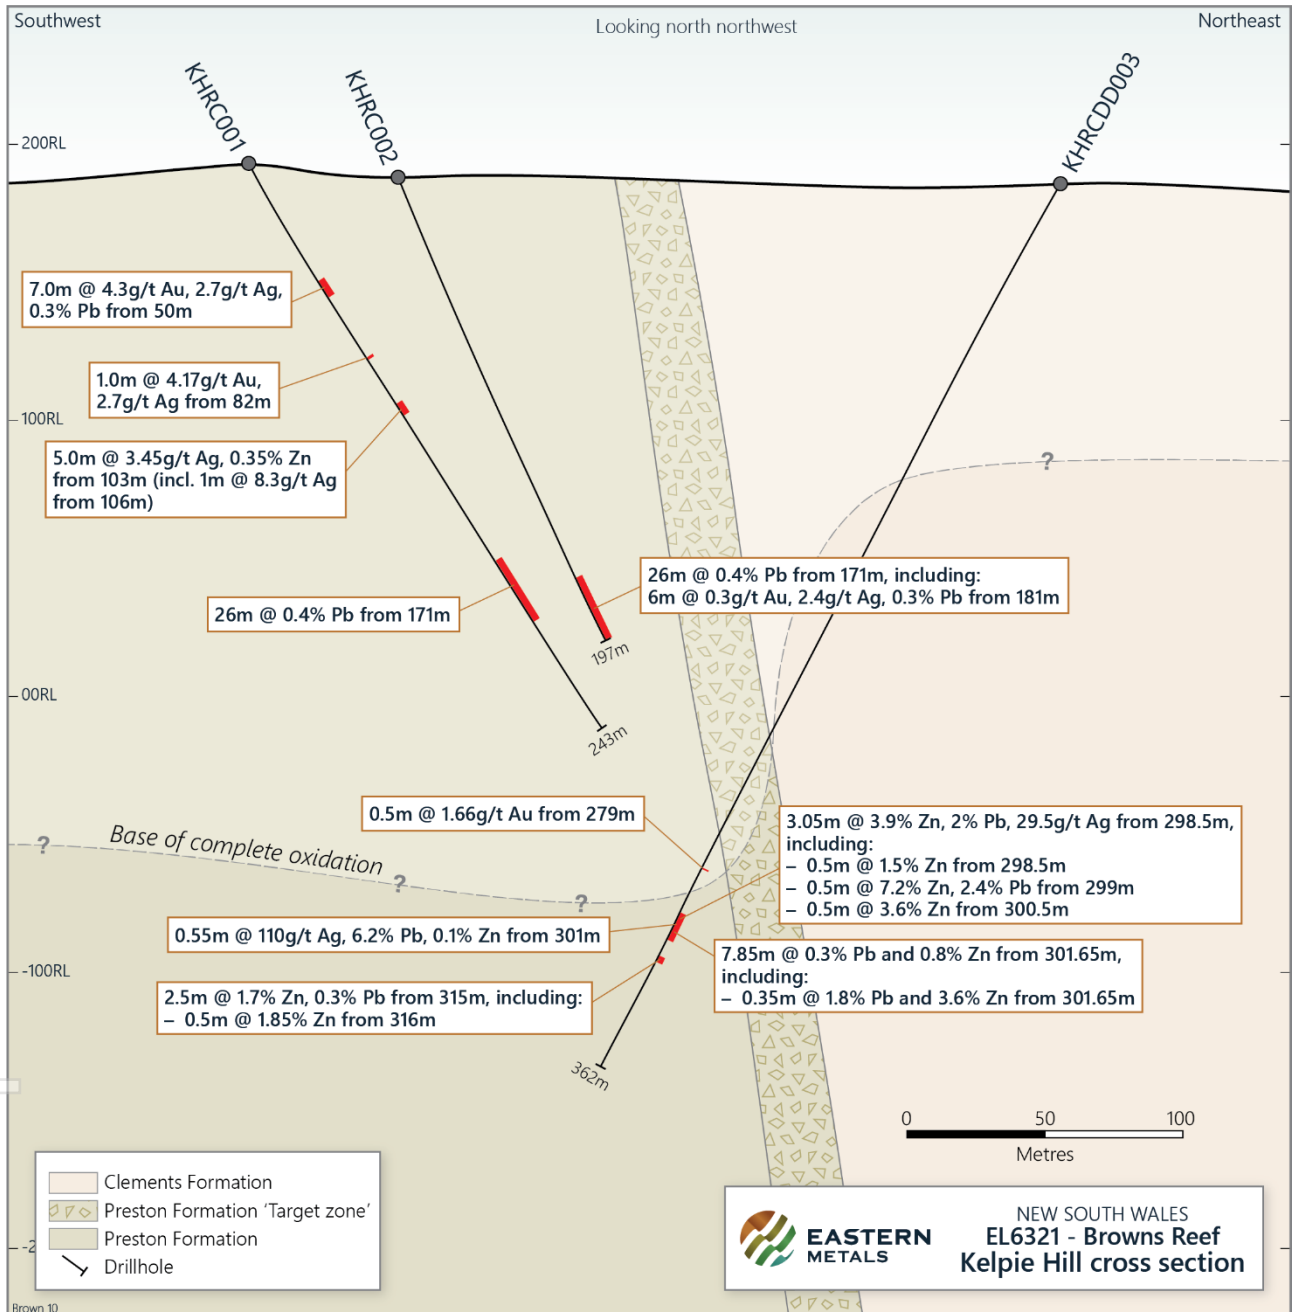 Southwest
Looking north northwest
Northeast
KHRC001
KHRC002
KHRCDD003
200RL
7.0m @ 4.3g/t Au, 2.7g/t Ag,
0.3% Pb from 50m
1.0m @ 4.17g/t Au,
2.7g/t Ag from 82m
100RL
5.0m @ 3.45g/t Ag, 0.35% Zn
from 103m (incl. 1m @ 8.3g/t Ag
from 106m)
?
26m @ 0.4% Pb from 171m, including:
6m @ 0.3g/t Au, 2.4g/t Ag, 0.3% Pb from 181m
26m @ 0.4% Pb from 171m
197m
00RL
243m
0.5m @ 1.66g/t Au from 279m
3.05m @ 3.9% Zn, 2% Pb, 29.5g/t Ag from 298.5m,
including:
– 0.5m @ 1.5% Zn from 298.5m
– 0.5m @ 7.2% Zn, 2.4% Pb from 299m
– 0.5m @ 3.6% Zn from 300.5m
?
Base of complete oxidation
?
?
0.55m @ 110g/t Ag, 6.2% Pb, 0.1% Zn from 301m
7.85m @ 0.3% Pb and 0.8% Zn from 301.65m,
including:
– 0.35m @ 1.8% Pb and 3.6% Zn from 301.65m
-100RL
2.5m @ 1.7% Zn, 0.3% Pb from 315m, including:
– 0.5m @ 1.85% Zn from 316m
362m
0 50 100
Metres
Clements Formation
Preston Formation 'Target zone'
Preston Formation
Drillhole
EASTERN
METALS
NEW SOUTH WALES
EL6321 - Browns Reef
Kelpie Hill cross section
Brown 10